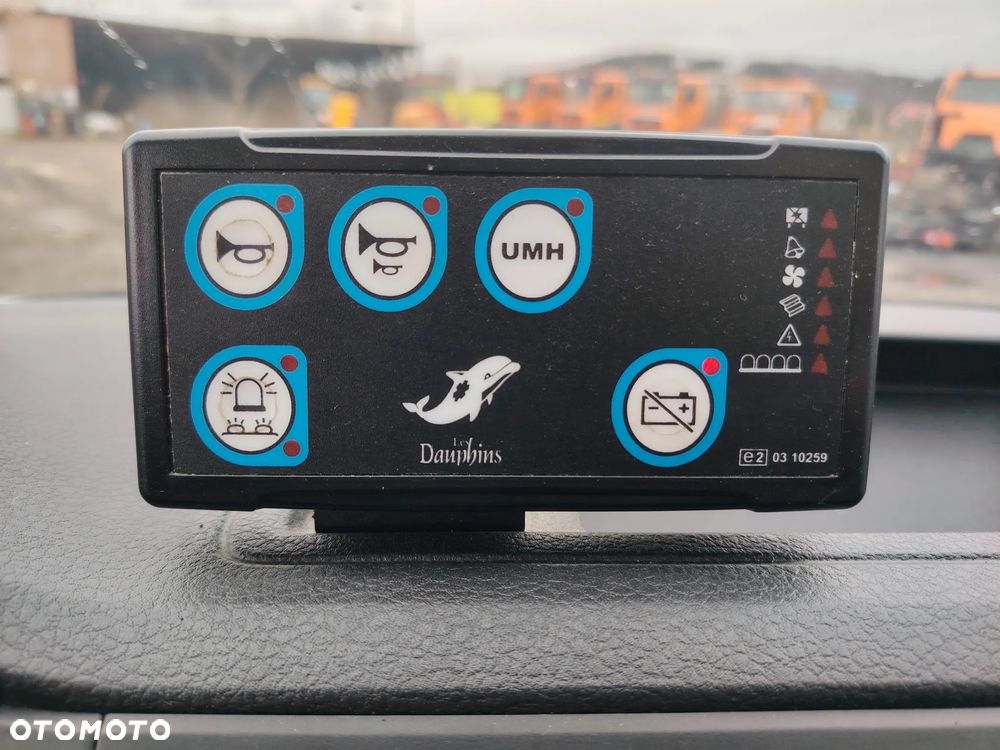 UMH
Les
Dauphins
e2 03 10259
OTOMOTO